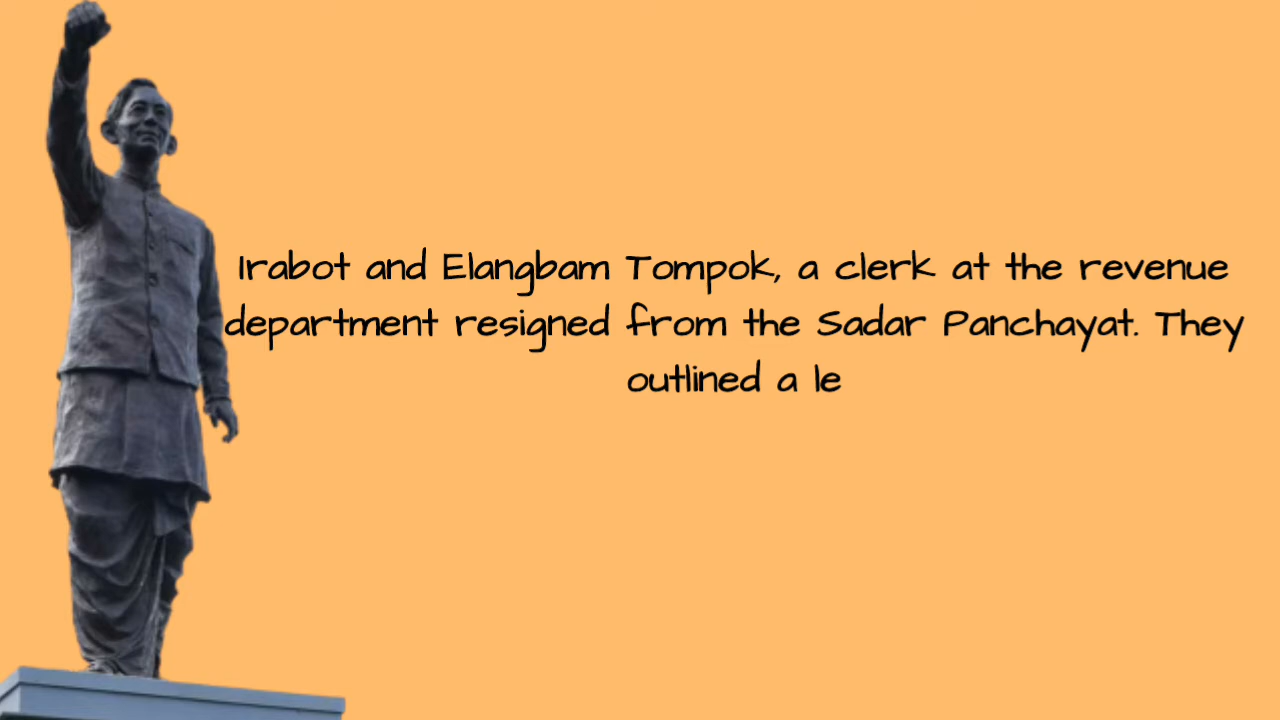 Irabot and Elangbam Tompok, a clerk at the revenue
department resigned from the Sadar Panchayat. They
outlined a le